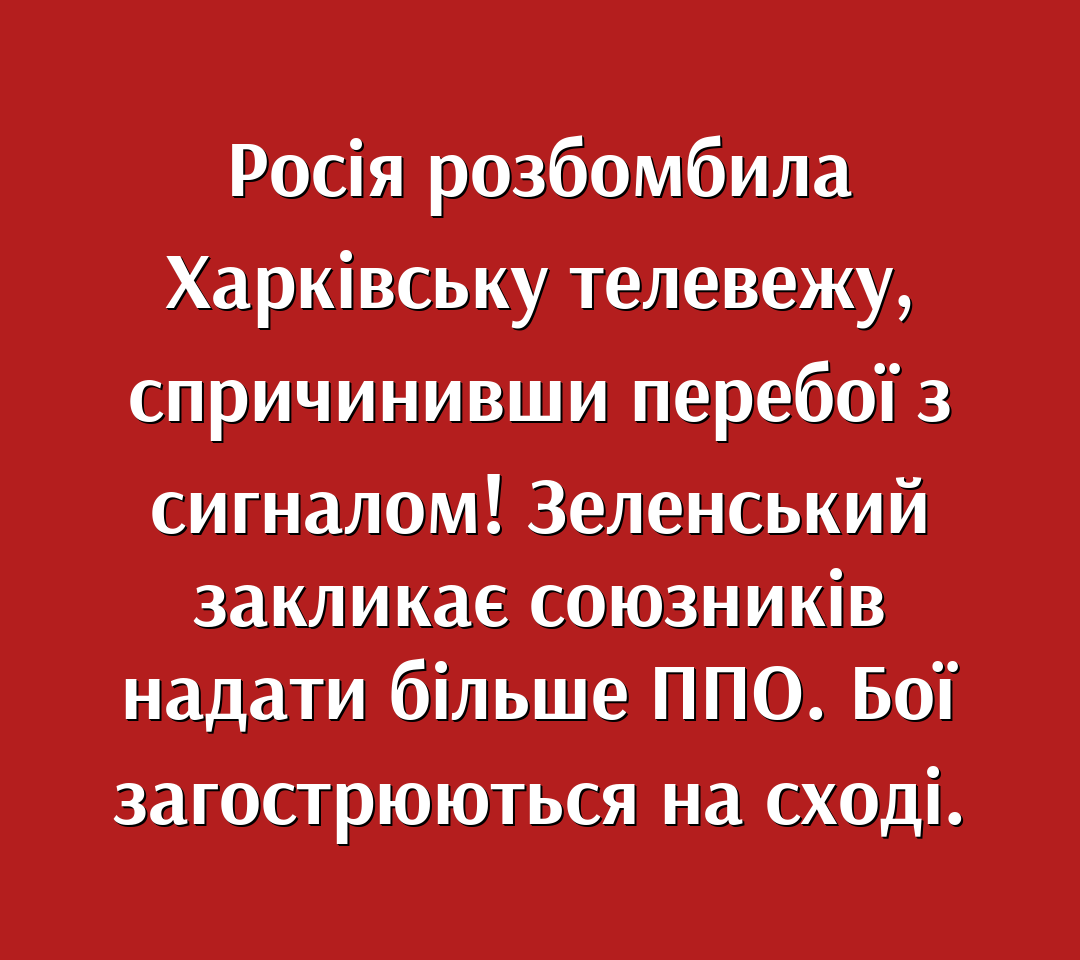 Росія розбомбила
Харківську телевежу,
спричинивши перебої з
сигналом! Зеленський
закликає союзників
надати більше ППО. Бої
загострюються на сході.